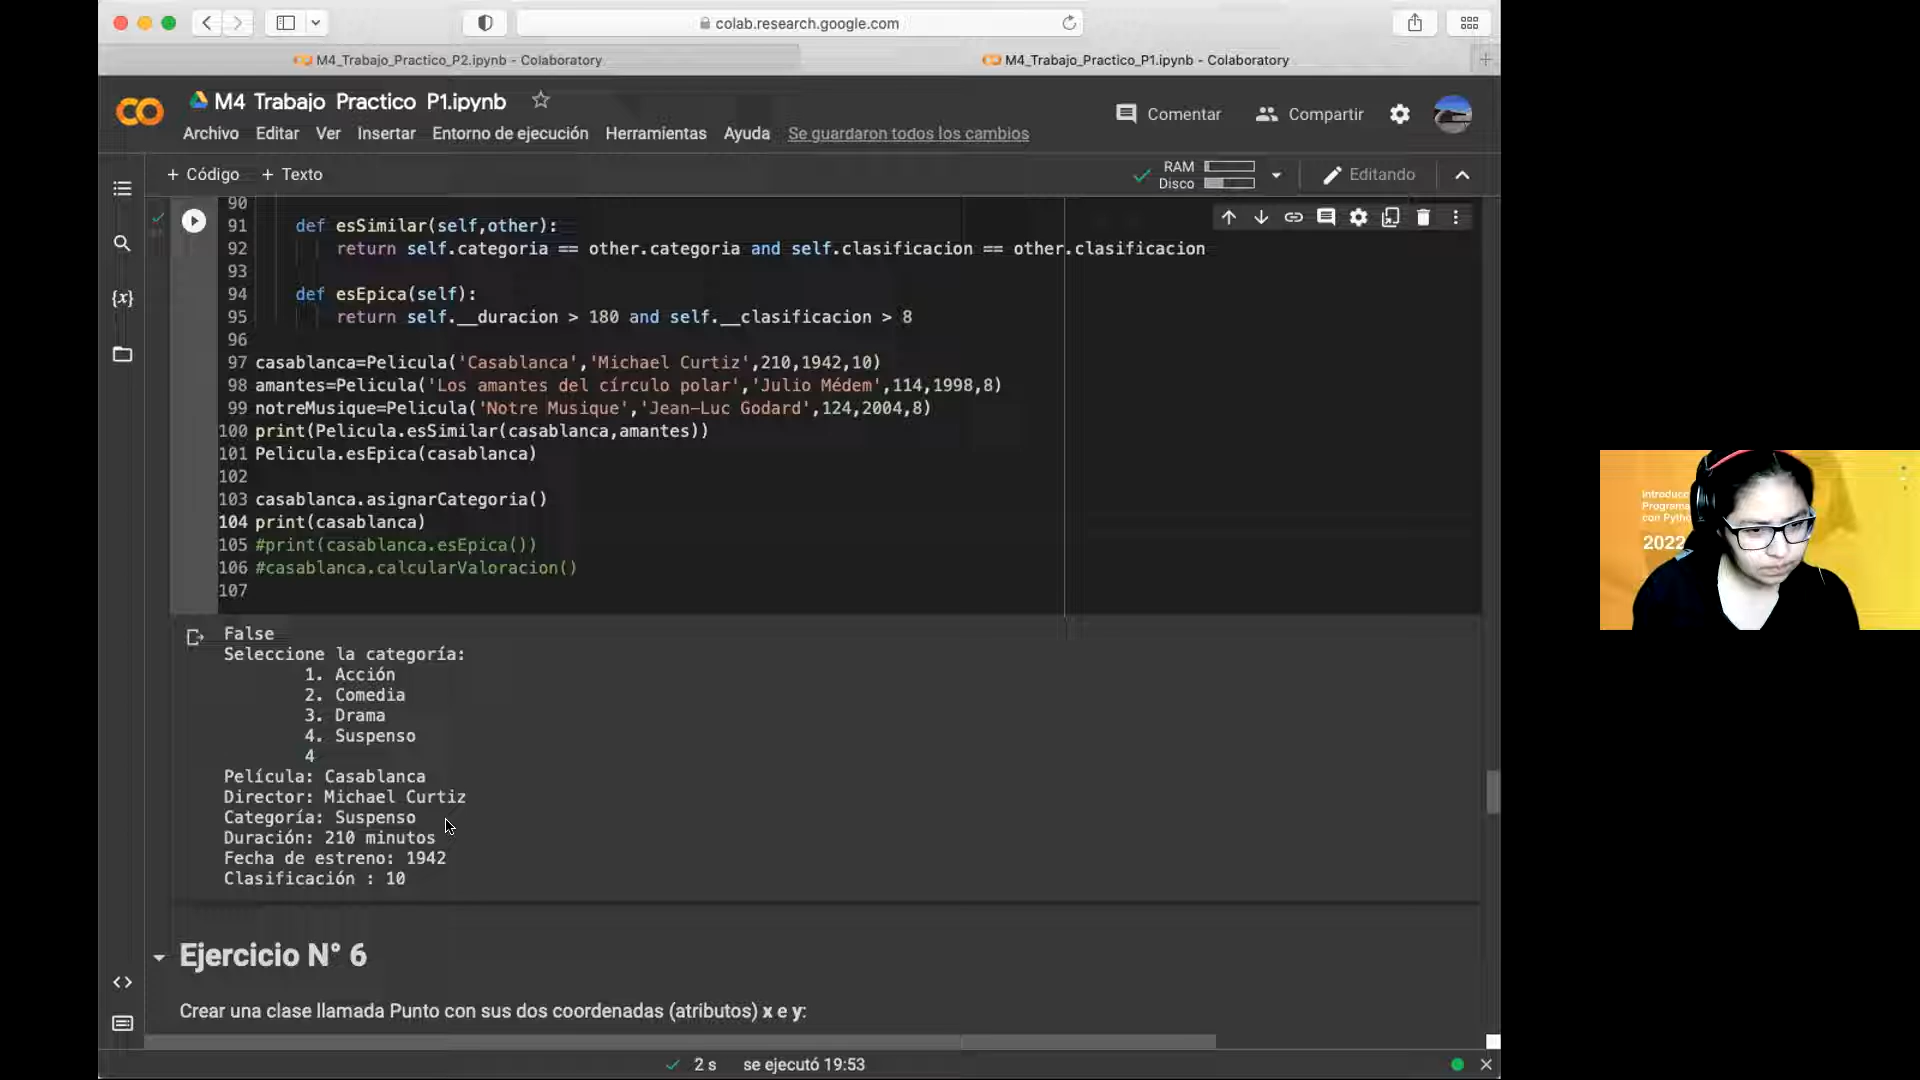 colab.research.google.com
M4_Trabajo_Practico_P2.ipynb - Colaboratory
M4_Trabajo_Practico_P1.ipynb - Colaboratory
M4 Trabajo Practico P1.ipynb
Comentar
Compartir
Archivo Editar Ver Insertar Entorno de ejecución Herramientas Ayuda Se guardaron todos los cambios
+ Código + Texto
RAM
Disco
Editando
90
91 def esSimilar(self,other):
92 return self.categoria == other.categoria and self.clasificacion == other.clasificacion
93
94 def esEpica(self):
95 return self.__duracion > 180 and self.__clasificacion > 8
96
97 casablanca=Pelicula('Casablanca','Michael Curtiz',210,1942,10)
98 amantes=Pelicula('Los amantes del círculo polar','Julio Médem',114,1998,8)
99 notreMusique=Pelicula('Notre Musique','Jean-Luc Godard',124,2004,8)
100 print(Pelicula.esSimilar(casablanca,amantes))
101 Pelicula.esEpica(casablanca)
102
103 casablanca.asignarCategoria()
104 print(casablanca)
105 #print(casablanca.esEpica())
106 #casablanca.calcularValoracion()
107
False
Seleccione la categoría:
1. Acción
2. Comedia
3. Drama
4. Suspenso
4
Película: Casablanca
Director: Michael Curtiz
Categoría: Suspenso
Duración: 210 minutos
Fecha de estreno: 1942
Clasificación : 10
Ejercicio N° 6
Crear una clase llamada Punto con sus dos coordenadas (atributos) x e y:
2 s se ejecutó 19:53
con
2022